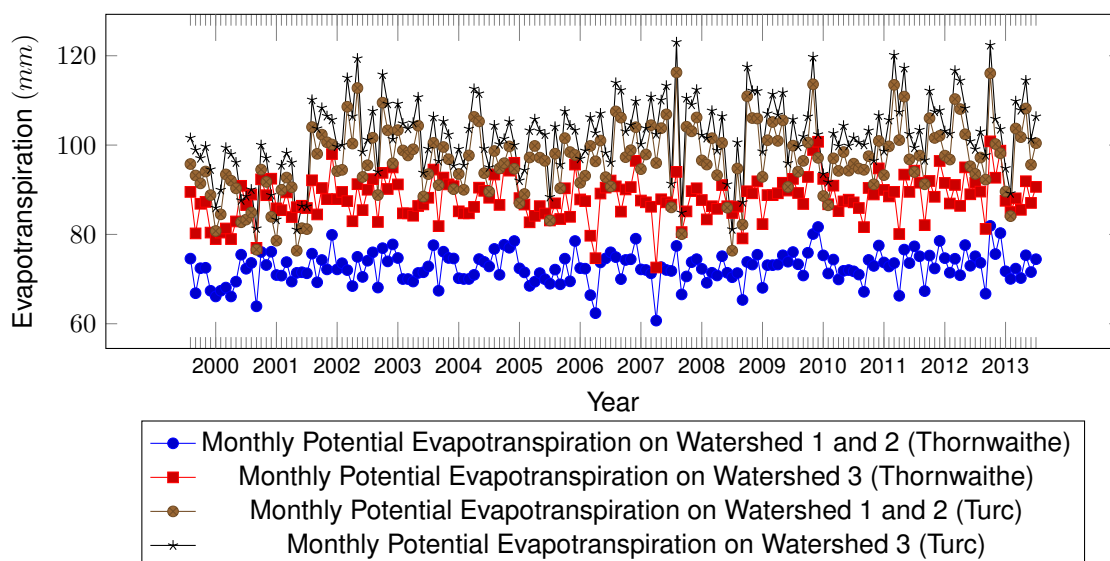 120
100
80
60
Evapotranspiration (mm)
2000 2001 2002 2003 2004 2005 2006 2007 2008 2009 2010 2011 2012 2013
Year
Monthly Potential Evapotranspiration on Watershed 1 and 2 (Thornwaithe)
Monthly Potential Evapotranspiration on Watershed 3 (Thornwaithe)
Monthly Potential Evapotranspiration on Watershed 1 and 2 (Turc)
Monthly Potential Evapotranspiration on Watershed 3 (Turc)